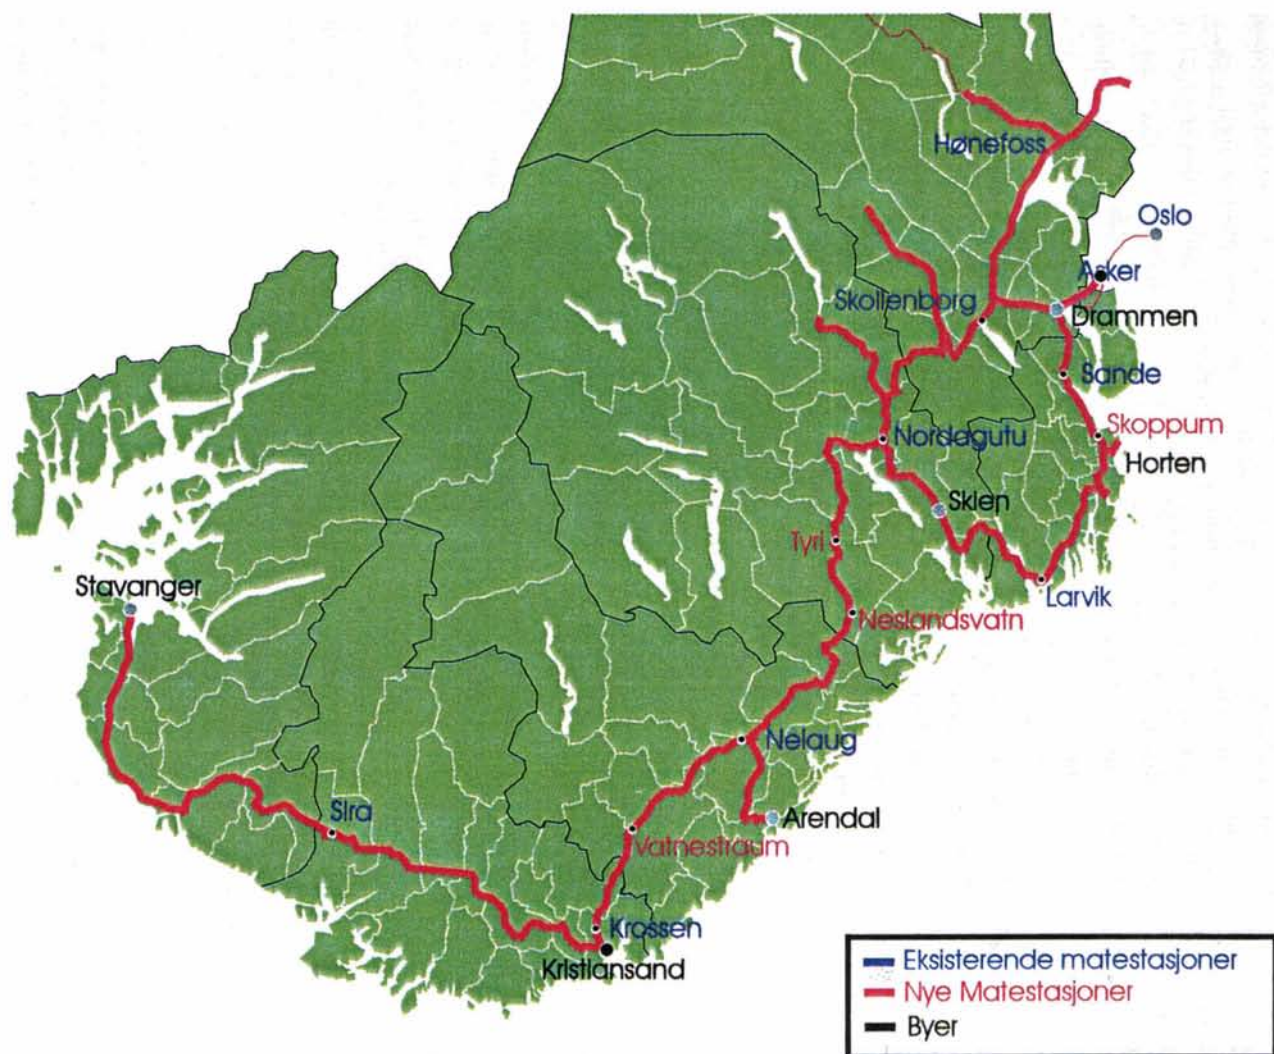 Hønefoss
Oslo
Asker
Skollenborg
Drammen
Sande
Skoppum
Nordagutu
Horten
Skien
Tyri
Stavanger
Larvik
Neslandsvatn
Nelaug
Arendal
Sira
Vatnestraum
Krossen
Kristiansand
Eksisterende matestasjoner
Nye Matestasjoner
Byer